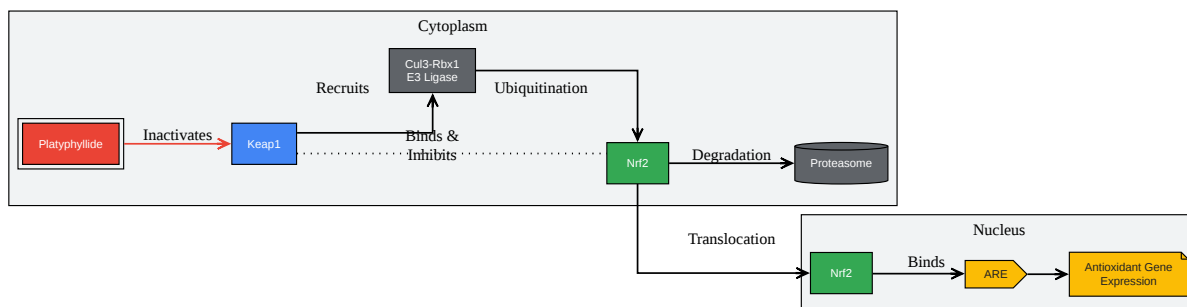 Cytoplasm
Cul3-Rbx1
E3 Ligase
Recruits
Ubiquitination
Platyphyllide
Inactivates
Keap1
Binds &
Inhibits
Nrf2
Degradation
Proteasome
Translocation
Nucleus
Nrf2
Binds
ARE
Antioxidant Gene
Expression